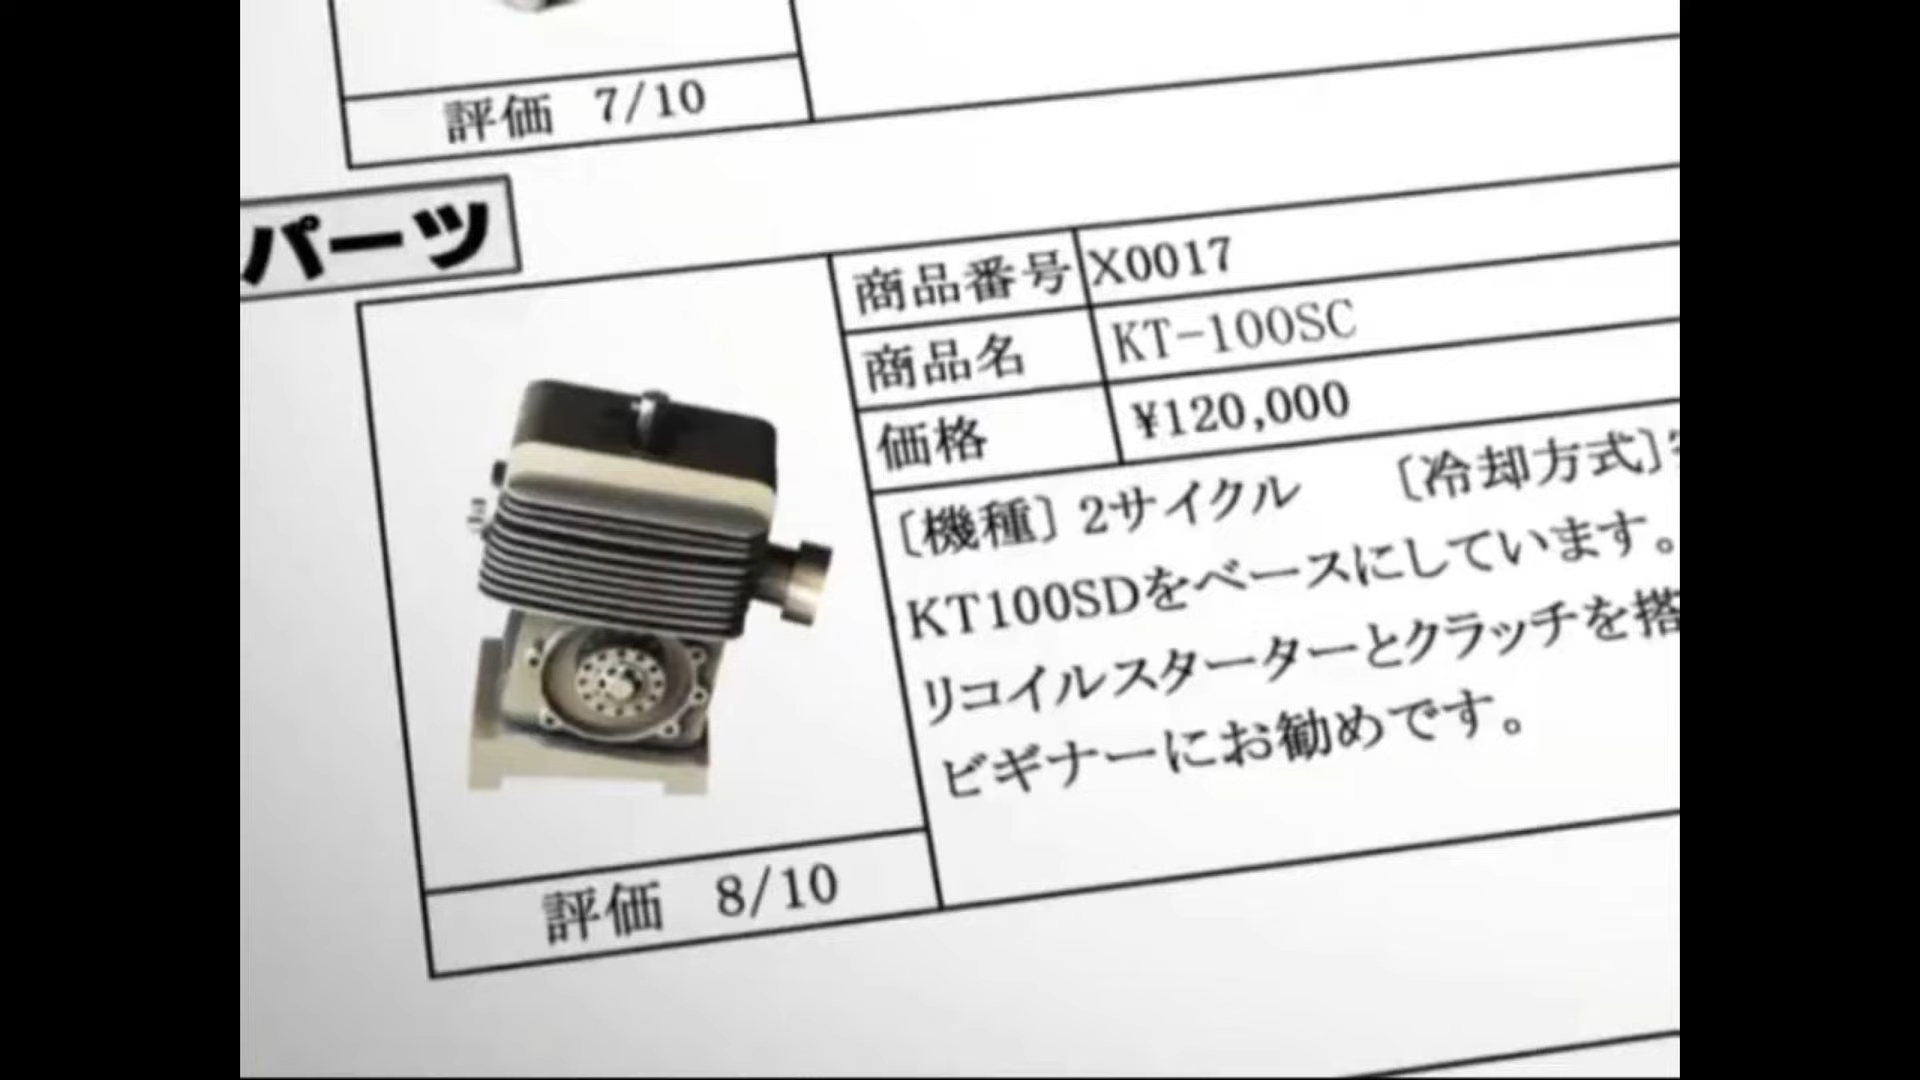 評価 7/10
パーツ
商品番号 X0017
商品名 KT-100SC
価格 ¥120,000
〔機種〕2サイクル 〔冷却方式〕
KT100SDをベースにしています。
リコイルスターターとクラッチを搭
ビギナーにお勧めです。
評価 8/10